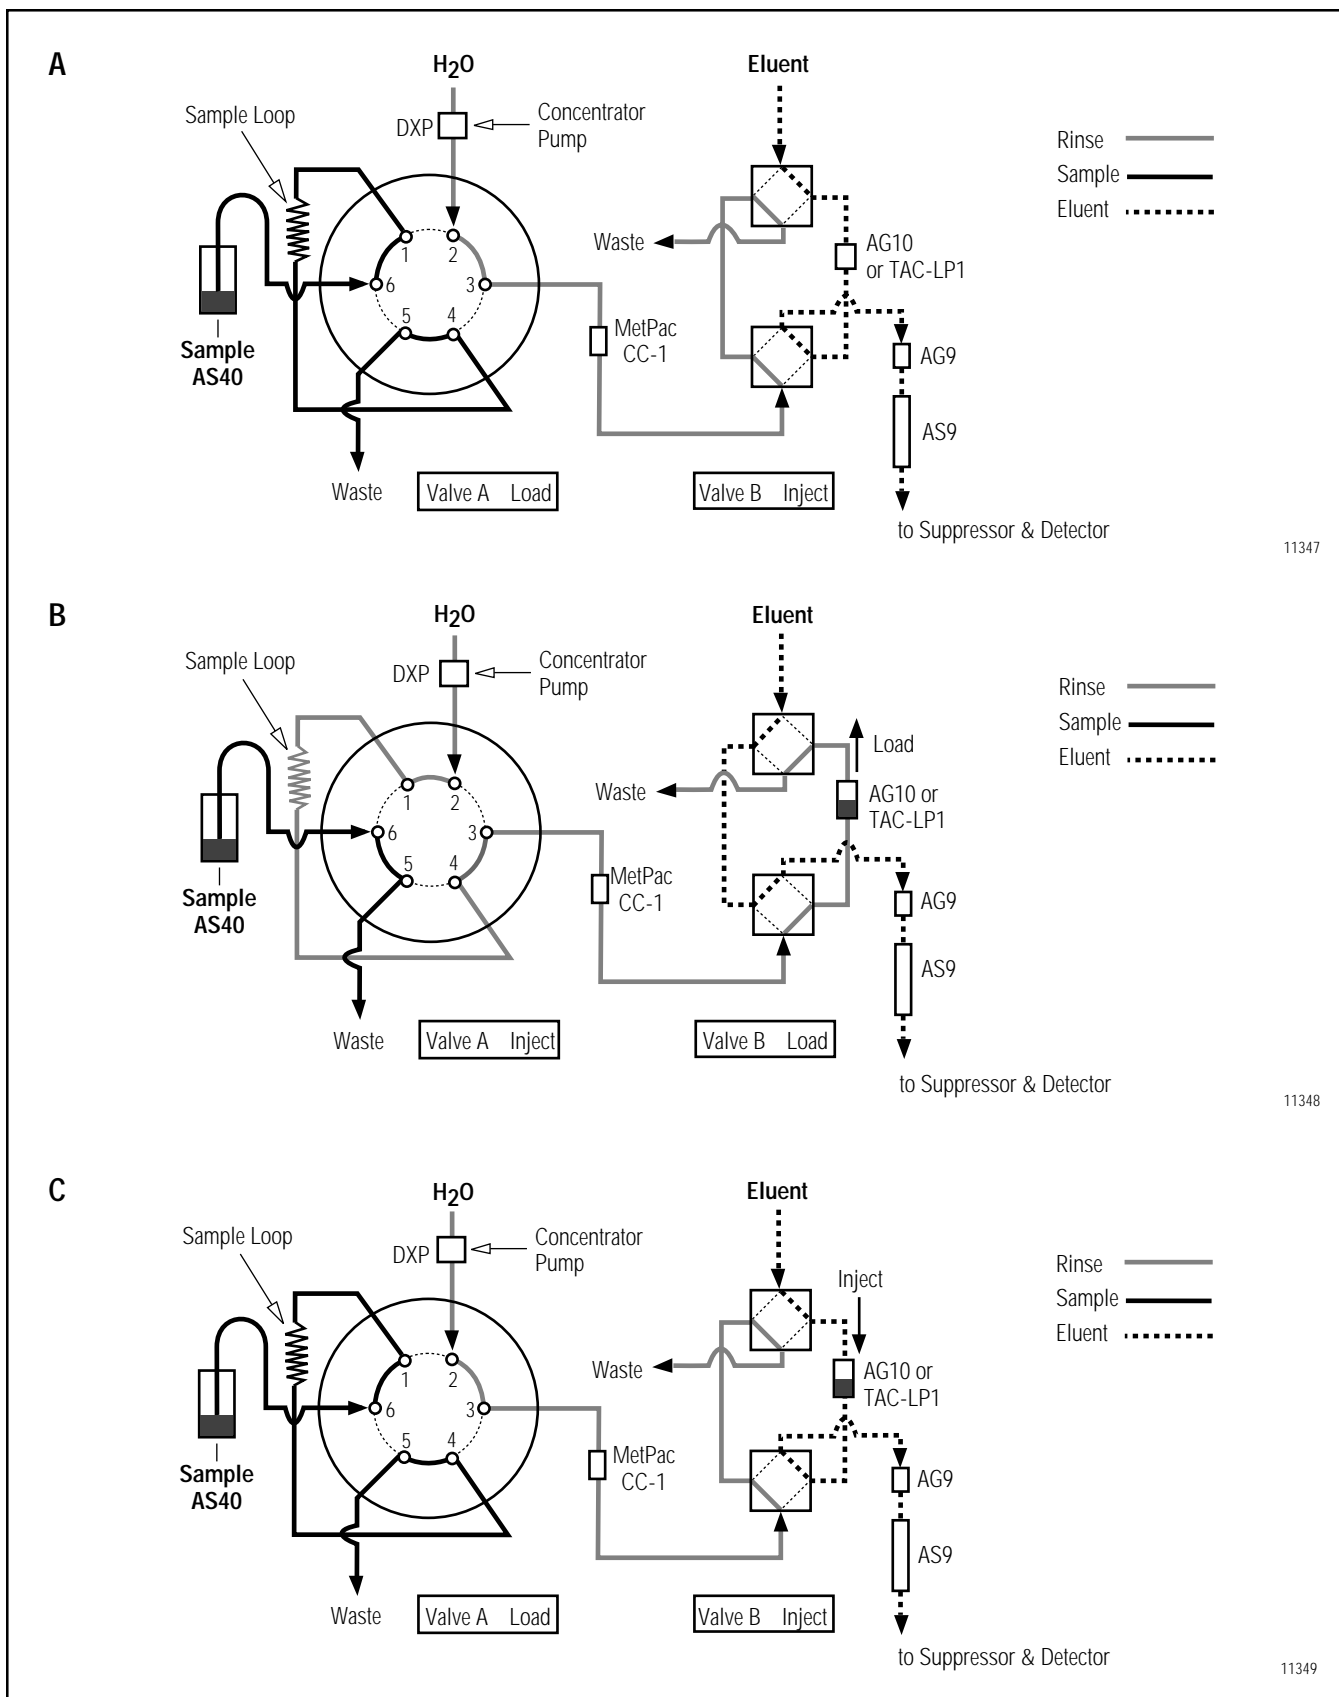 A
H2O
Eluent
Sample Loop
DXP
Concentrator
Pump
Rinse
Sample
Eluent
1
2
3
4
5
6
Waste
AG10
or TAC-LP1
MetPac
CC-1
Sample
AS40
AG9
AS9
Waste
Valve A Load
Valve B Inject
to Suppressor & Detector
11347
B
H2O
Eluent
Sample Loop
DXP
Concentrator
Pump
Rinse
Sample
Eluent
Load
1
2
3
4
5
6
Waste
AG10 or
TAC-LP1
MetPac
CC-1
Sample
AS40
AG9
AS9
Waste
Valve A Inject
Valve B Load
to Suppressor & Detector
11348
C
H2O
Eluent
Sample Loop
DXP
Concentrator
Pump
Rinse
Sample
Eluent
Inject
1
2
3
4
5
6
Waste
AG10 or
TAC-LP1
MetPac
CC-1
Sample
AS40
AG9
AS9
Waste
Valve A Load
Valve B Inject
to Suppressor & Detector
11349